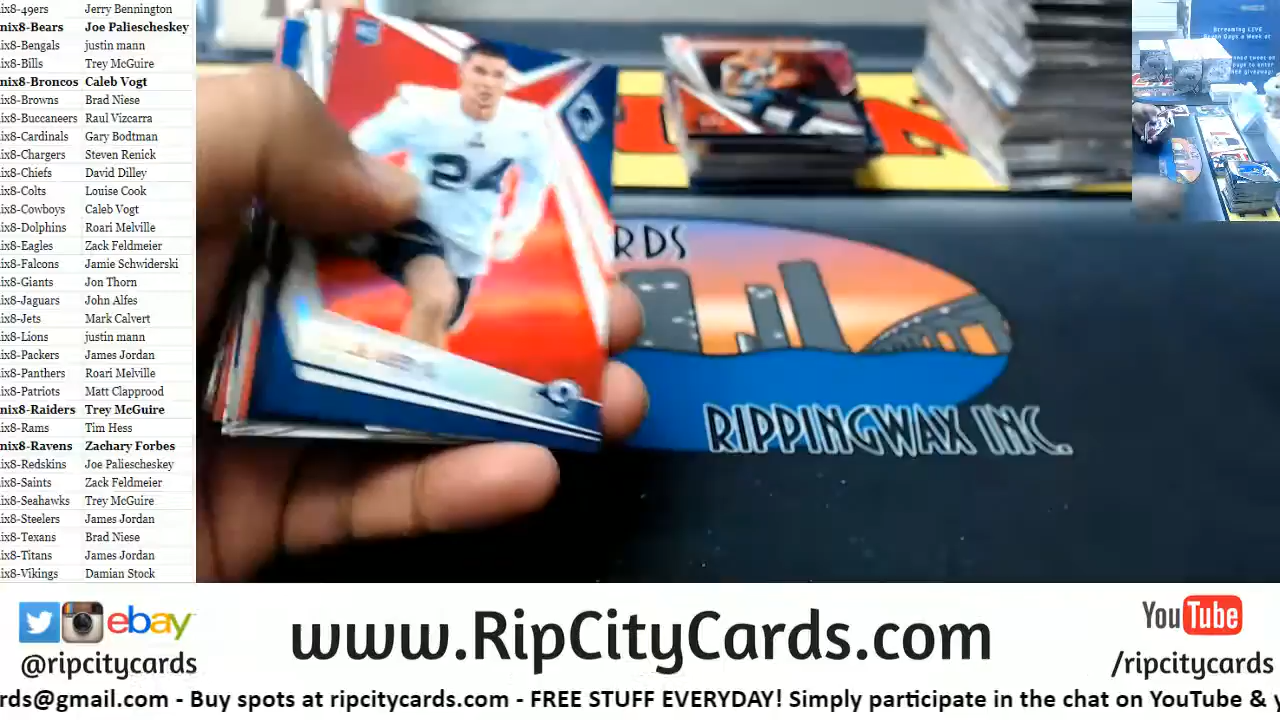 ix8-49ers Jerry Bennington
nix8-Bears Joe Paliescheskey
ix8-Bengals justin mann
ix8-Bills Trey McGuire
nix8-Broncos Caleb Vogt
ix8-Browns Brad Niese
ix8-Buccaneers Raul Vizcarra
ix8-Cardinals Gary Bodtman
ix8-Chargers Steven Renick
ix8-Chiefs David Dilley
ix8-Colts Louise Cook
ix8-Cowboys Caleb Vogt
ix8-Dolphins Roari Melville
ix8-Eagles Zack Feldmeier
ix8-Falcons Jamie Schwiderski
ix8-Giants Jon Thorn
ix8-Jaguars John Alfes
ix8-Jets Mark Calvert
ix8-Lions justin mann
ix8-Packers James Jordan
ix8-Panthers Roari Melville
ix8-Patriots Matt Clapprood
nix8-Raiders Trey McGuire
ix8-Rams Tim Hess
nix8-Ravens Zachary Forbes
ix8-Redskins Joe Paliescheskey
ix8-Saints Zack Feldmeier
ix8-Seahawks Trey McGuire
ix8-Steelers James Jordan
ix8-Texans Brad Niese
ix8-Titans James Jordan
ix8-Vikings Damian Stock
24
RDS
RIPPINGWAX INC.
Screaming LIVE
Seven Days a Week at
ebay
@ripcitycards
www.RipCityCards.com
YouTube
/ripcitycards
rds@gmail.com - Buy spots at ripcitycards.com - FREE STUFF EVERYDAY! Simply participate in the chat on YouTube & y